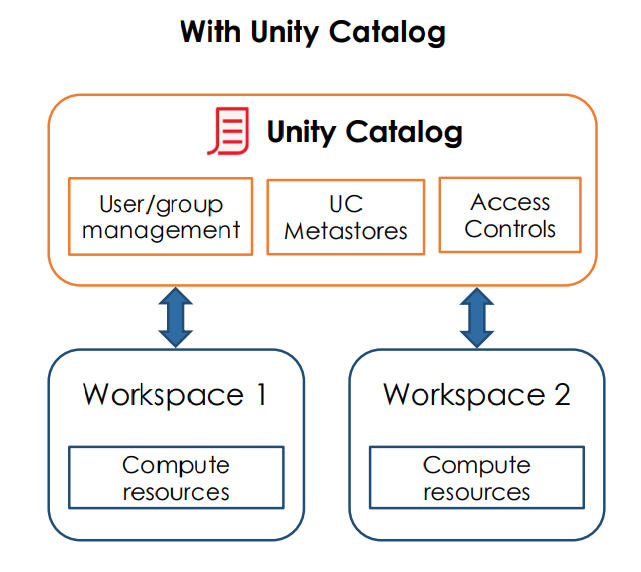 With Unity Catalog
Unity Catalog
User/group
management
UC
Metastores
Access
Controls
Workspace 1
Compute
resources
Workspace 2
Compute
resources